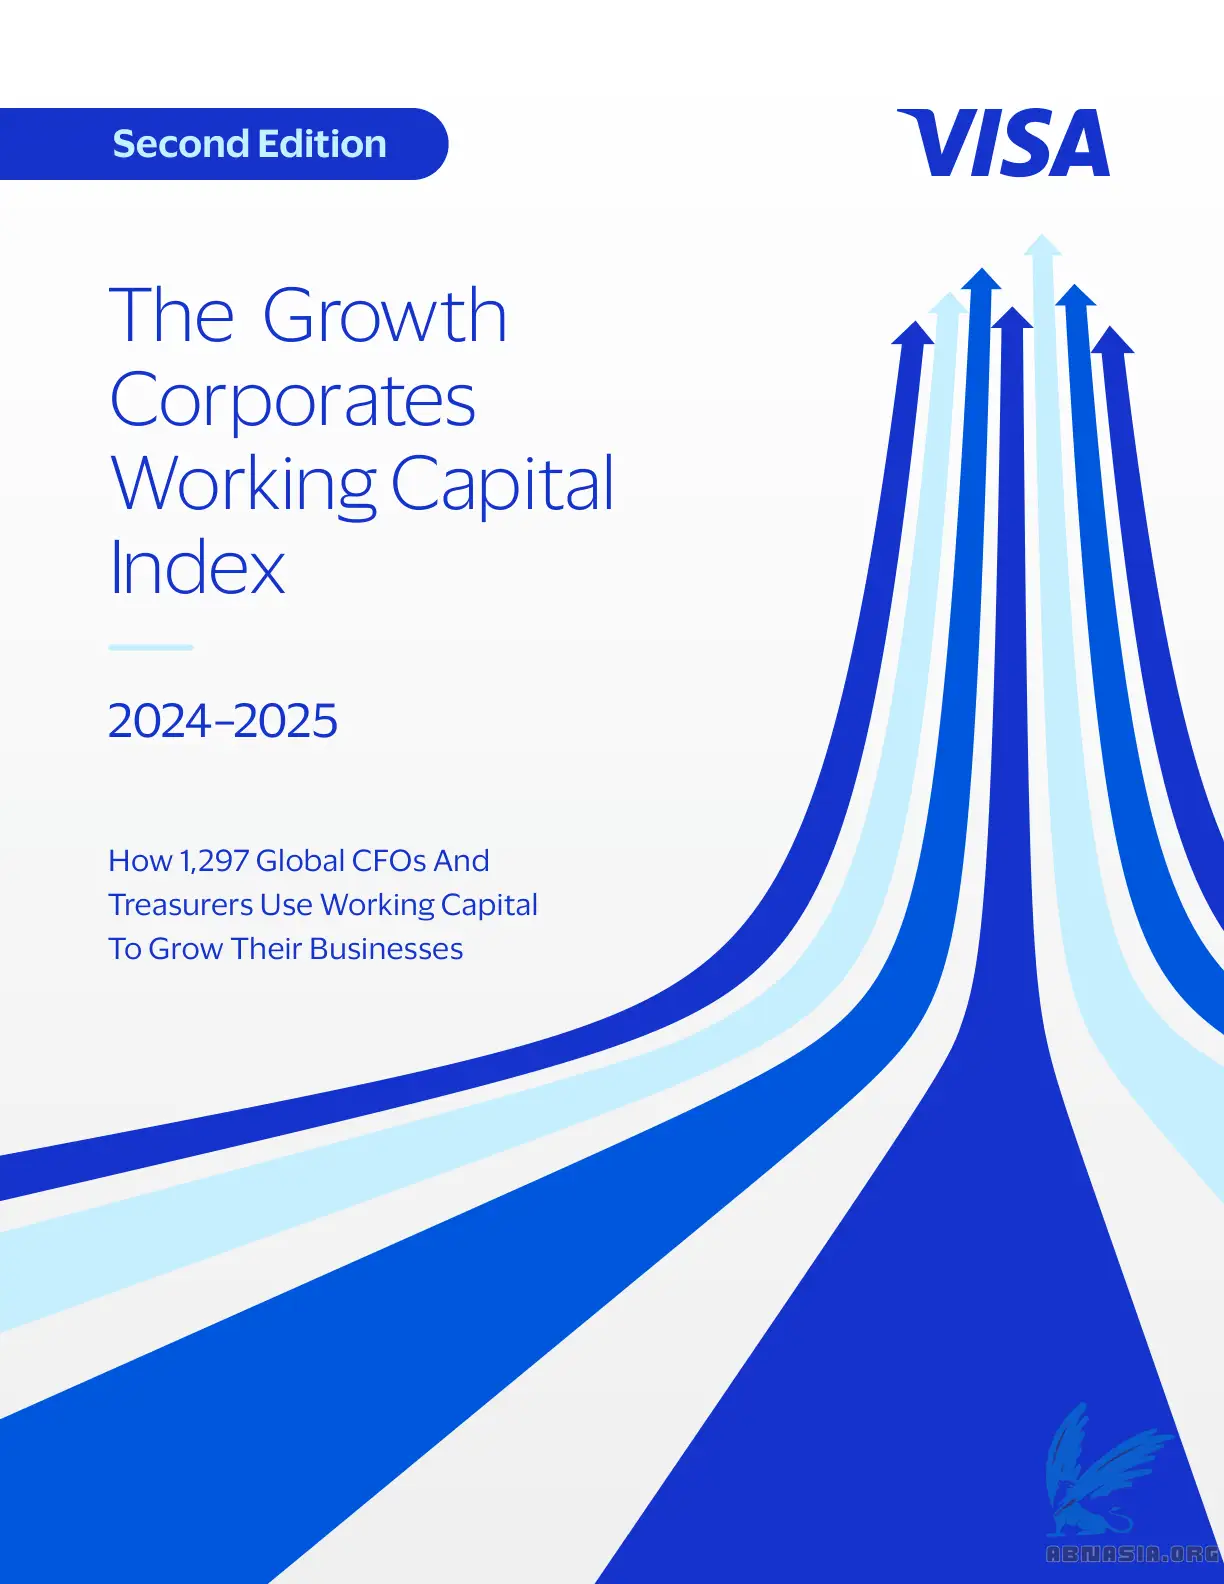 Second Edition
VISA
The Growth
Corporates
Working Capital
Index
2024–2025
How 1,297 Global CFOs And
Treasurers Use Working Capital
To Grow Their Businesses
ABNASIA.ORG